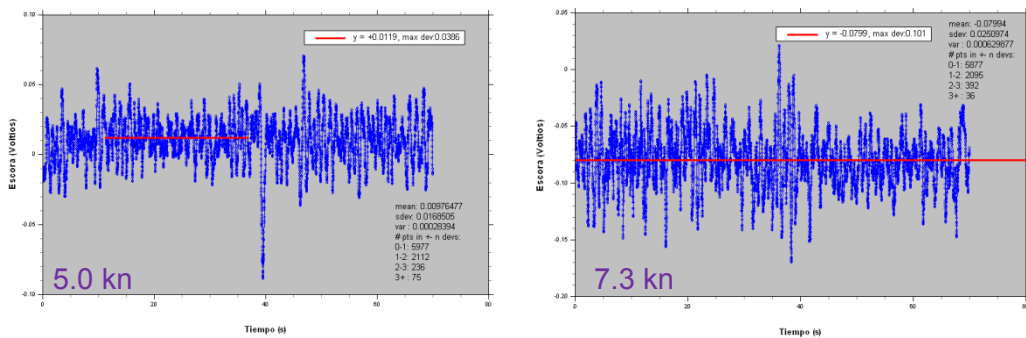 0.10
0.05
0
-0.05
-0.10
Escora (Voltios)
y = +0.0119, max dev:0.0386
mean: 0.00976477
sdev: 0.0168505
var : 0.00028394
# pts in +- n devs:
0-1: 5977
1-2: 2112
2-3: 236
3+ : 75
5.0 kn
0 20 40 60 80
Tiempo (s)
0.05
0
-0.05
-0.10
-0.15
-0.20
Escora (Voltios)
y = -0.0799, max dev:0.101
mean: -0.07994
sdev: 0.0250974
var : 0.000629877
# pts in +- n devs:
0-1: 5877
1-2: 2095
2-3: 392
3+ : 36
7.3 kn
0 20 40 60 80
Tiempo (s)